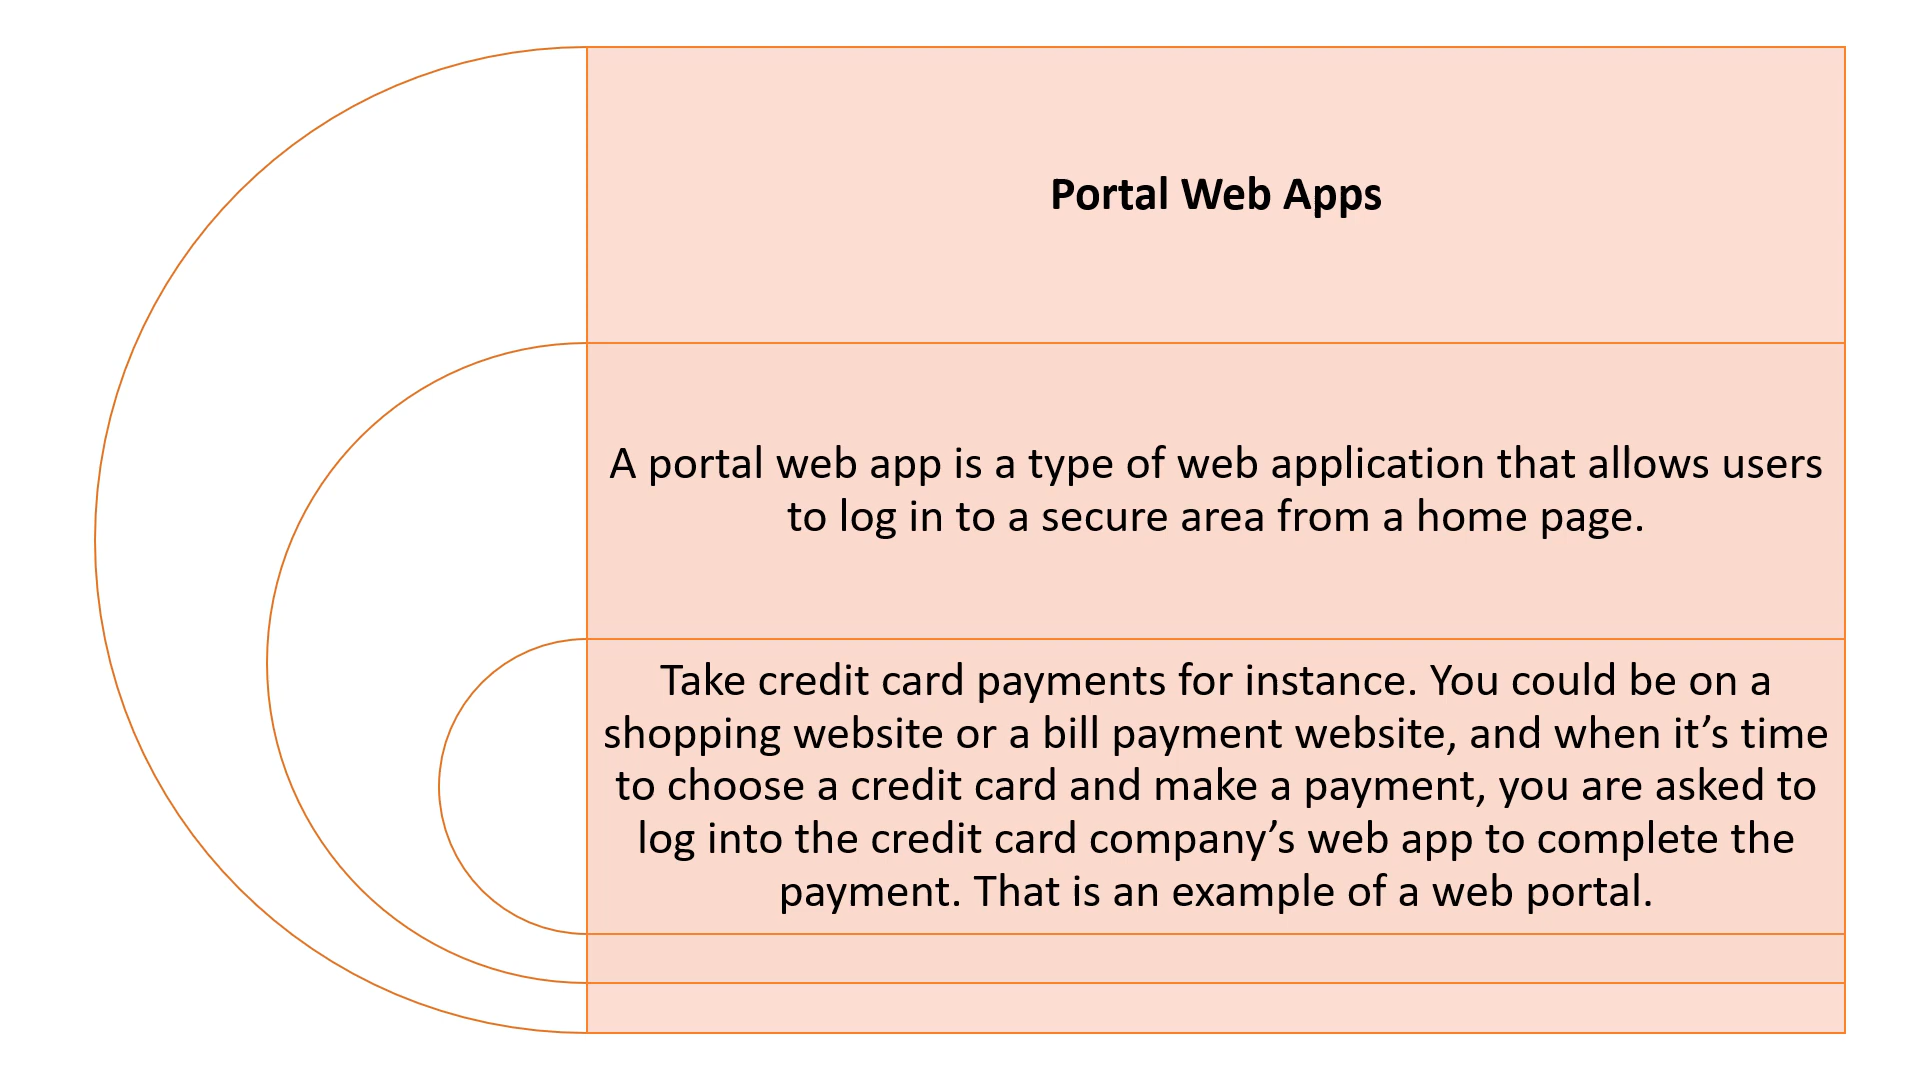 Portal Web Apps
A portal web app is a type of web application that allows users
to log in to a secure area from a home page.
Take credit card payments for instance. You could be on a
shopping website or a bill payment website, and when it’s time
to choose a credit card and make a payment, you are asked to
log into the credit card company’s web app to complete the
payment. That is an example of a web portal.